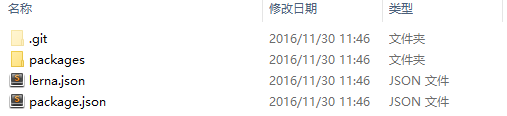 名称 修改日期 类型
.git 2016/11/30 11:46 文件夹
packages 2016/11/30 11:46 文件夹
lerna.json 2016/11/30 11:46 JSON 文件
package.json 2016/11/30 11:46 JSON 文件